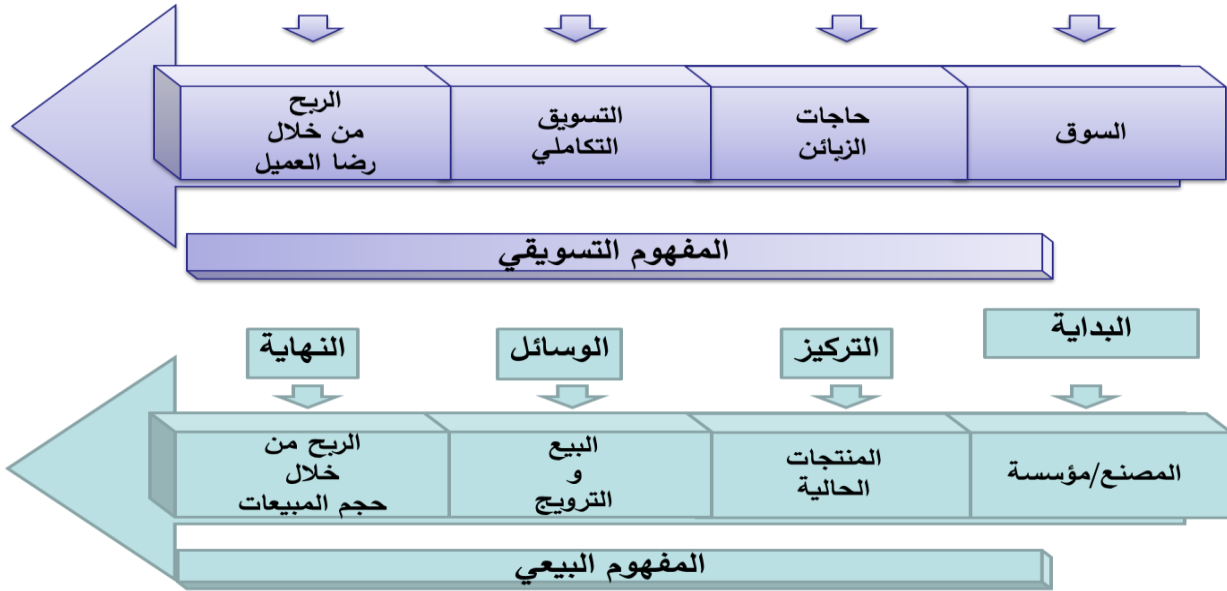 السوق
حاجات
الزبائن
التسويق
التكاملي
الربح
من خلال
رضا العميل
المفهوم التسويقي
البداية
التركيز
الوسائل
النهاية
المصنع/مؤسسة
المنتجات
الحالية
البيع
و
الترويج
الربح من
خلال
حجم المبيعات
المفهوم البيعي